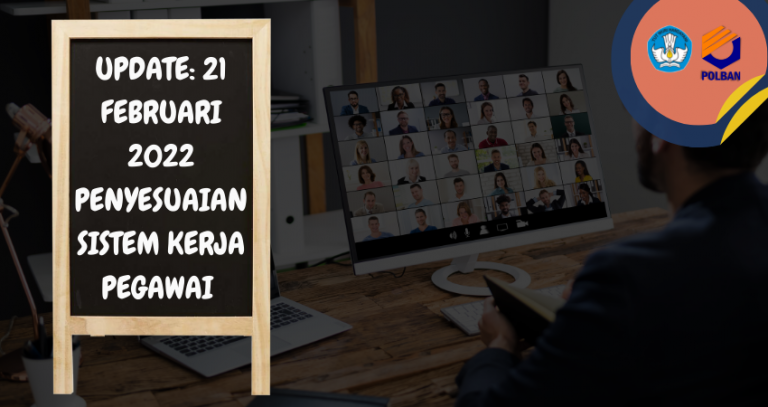 UPDATE: 21
FEBRUARI
2022
PENYESUAIAN
SISTEM KERJA
PEGAWAI
POLBAN